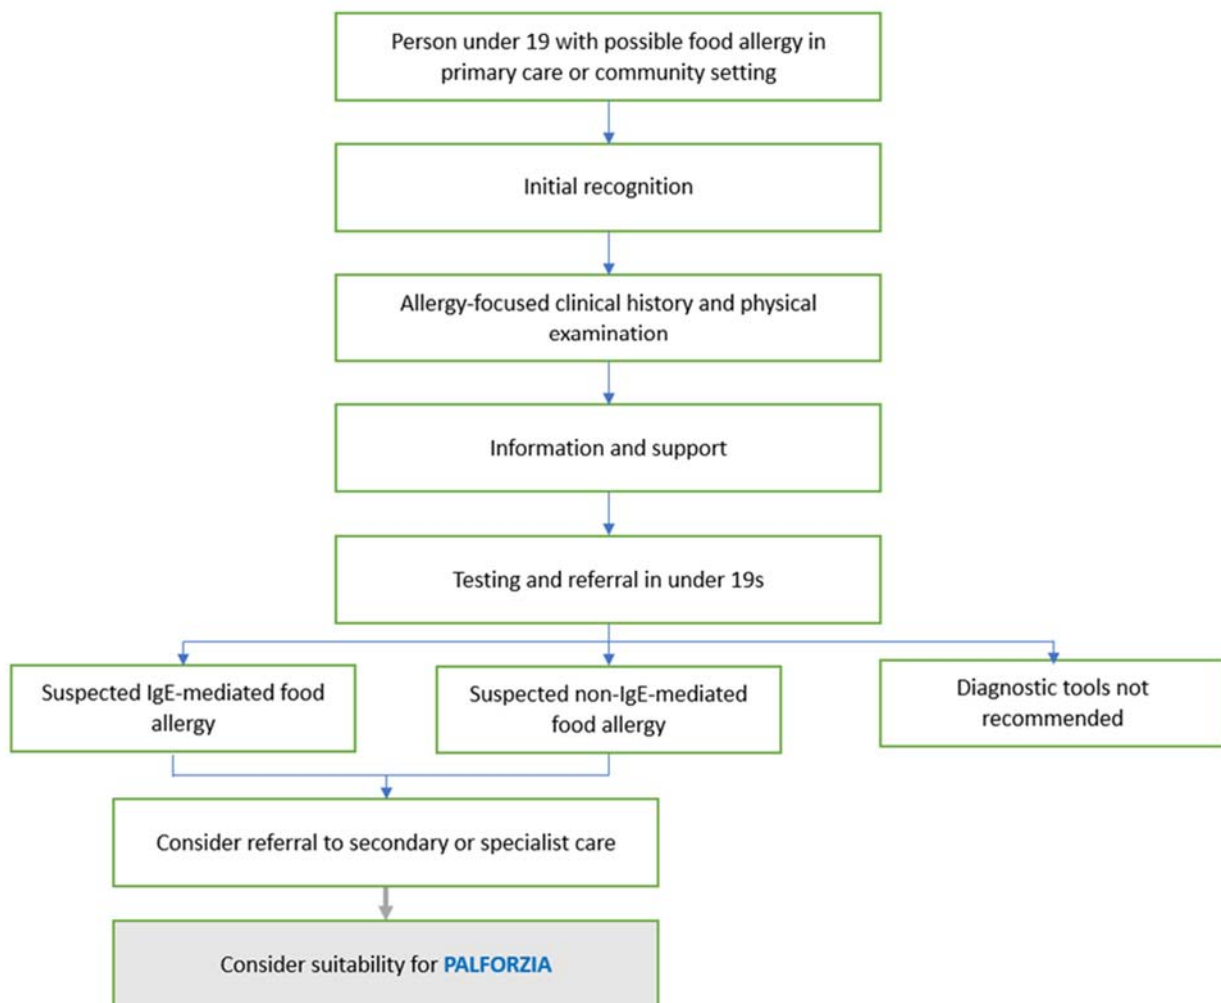 Person under 19 with possible food allergy in
primary care or community setting
Initial recognition
Allergy-focused clinical history and physical
examination
Information and support
Testing and referral in under 19s
Suspected IgE-mediated food
allergy
Suspected non-IgE-mediated
food allergy
Diagnostic tools not
recommended
Consider referral to secondary or specialist care
Consider suitability for PALFORZIA